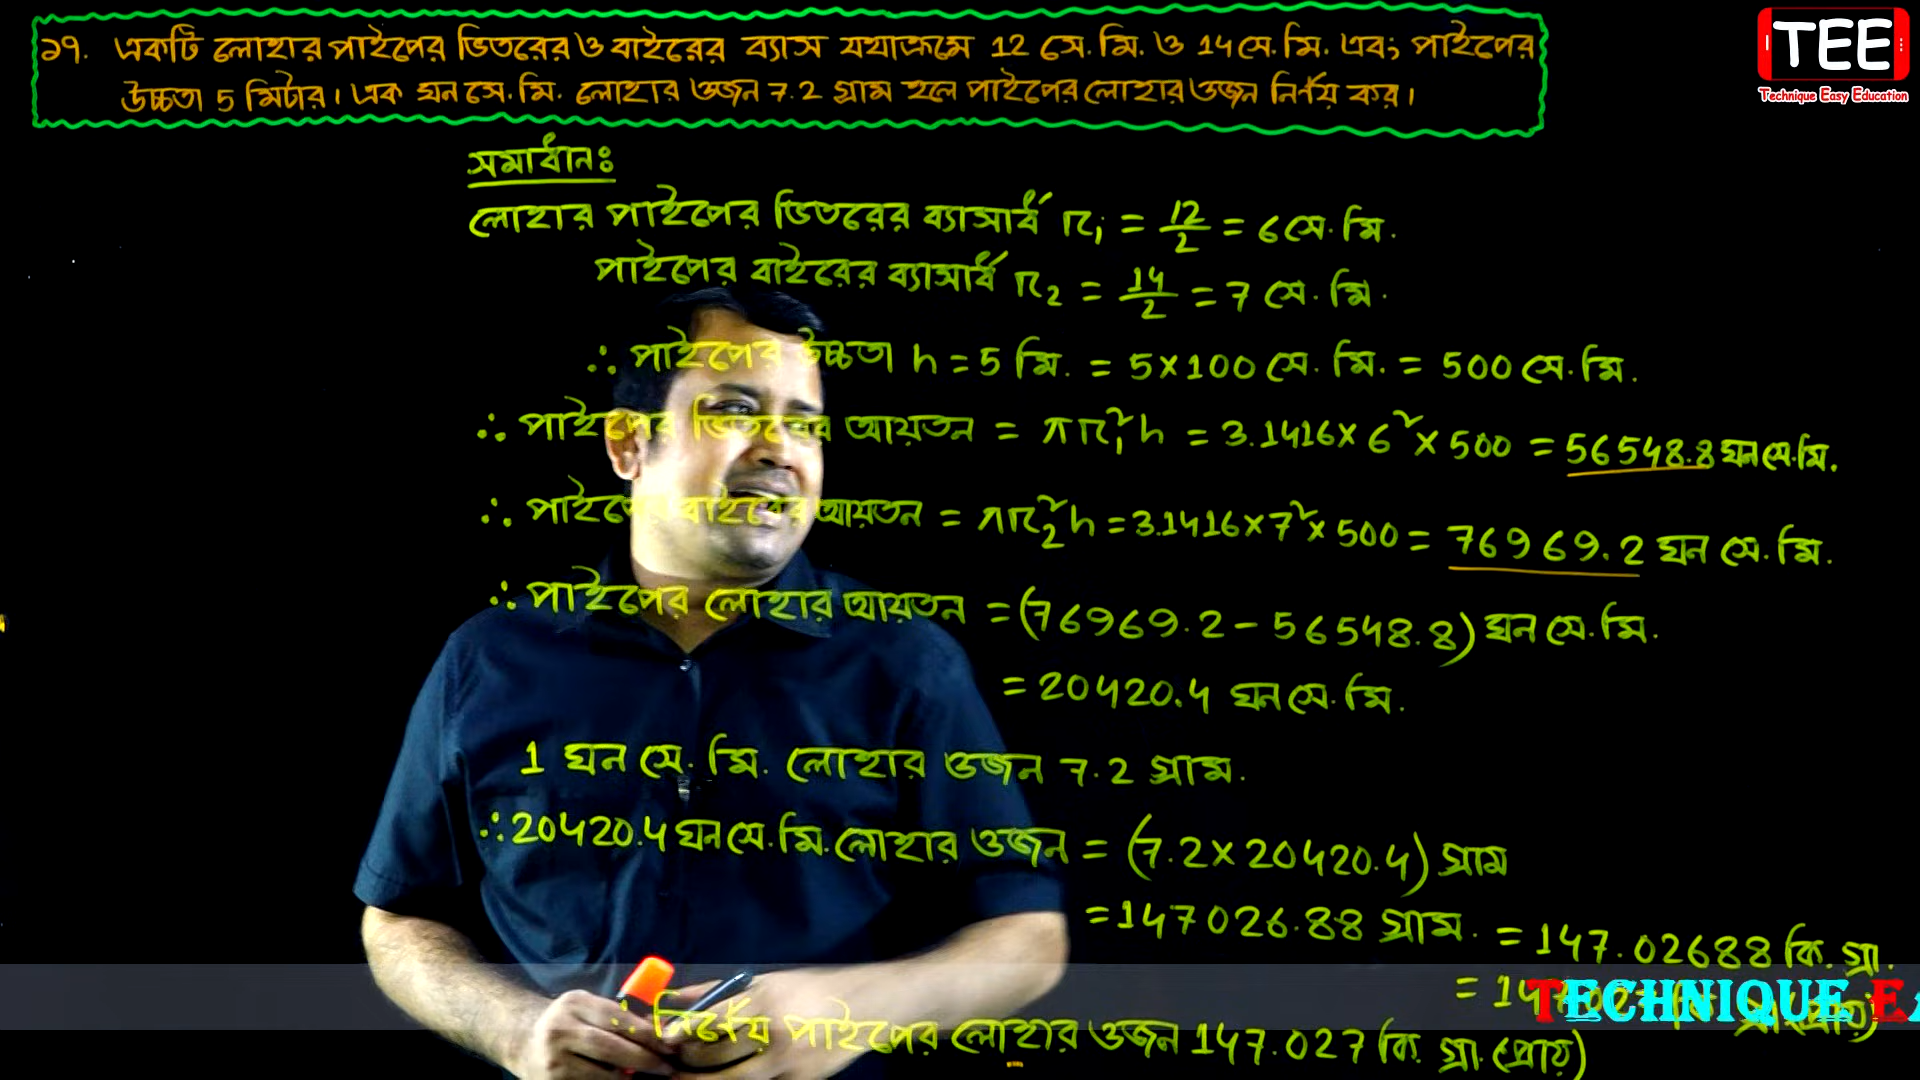 ১৭. একটি লোহার পাইপের ভিতরের ও বাইরের ব্যাস যথাক্রমে 12 সে. মি. ও 14 সে. মি. এবং পাইপের
উচ্চতা 5 মিটার। এক ঘন সে. মি. লোহার ওজন 7.2 গ্রাম হলে পাইপের লোহার ওজন নির্ণয় কর।
TEE
Technique Easy Education
সমাধানঃ
লোহার পাইপের ভিতরের ব্যাসার্ধ r₁ = 12/2 = 6 সে. মি.
পাইপের বাইরের ব্যাসার্ধ r₂ = 14/2 = 7 সে. মি.
∴ পাইপের উচ্চতা h = 5 মি. = 5×100 সে. মি. = 500 সে. মি.
∴ পাইপের ভিতরের আয়তন = πr₁²h = 3.1416×6²×500 = 56548.8 ঘন সে. মি.
∴ পাইপের বাইরের আয়তন = πr₂²h = 3.1416×7²×500 = 76969.2 ঘন সে. মি.
∴ পাইপের লোহার আয়তন = (76969.2 - 56548.8) ঘন সে. মি.
= 20420.4 ঘন সে. মি.
1 ঘন সে. মি. লোহার ওজন 7.2 গ্রাম.
∴ 20420.4 ঘন সে. মি. লোহার ওজন = (7.2×20420.4) গ্রাম
= 147026.88 গ্রাম. = 147.02688 কি. গ্রা.
TECHNIQUE EA
∴ নির্ণেয় পাইপের লোহার ওজন 147.027 কি. গ্রা. (প্রায়)